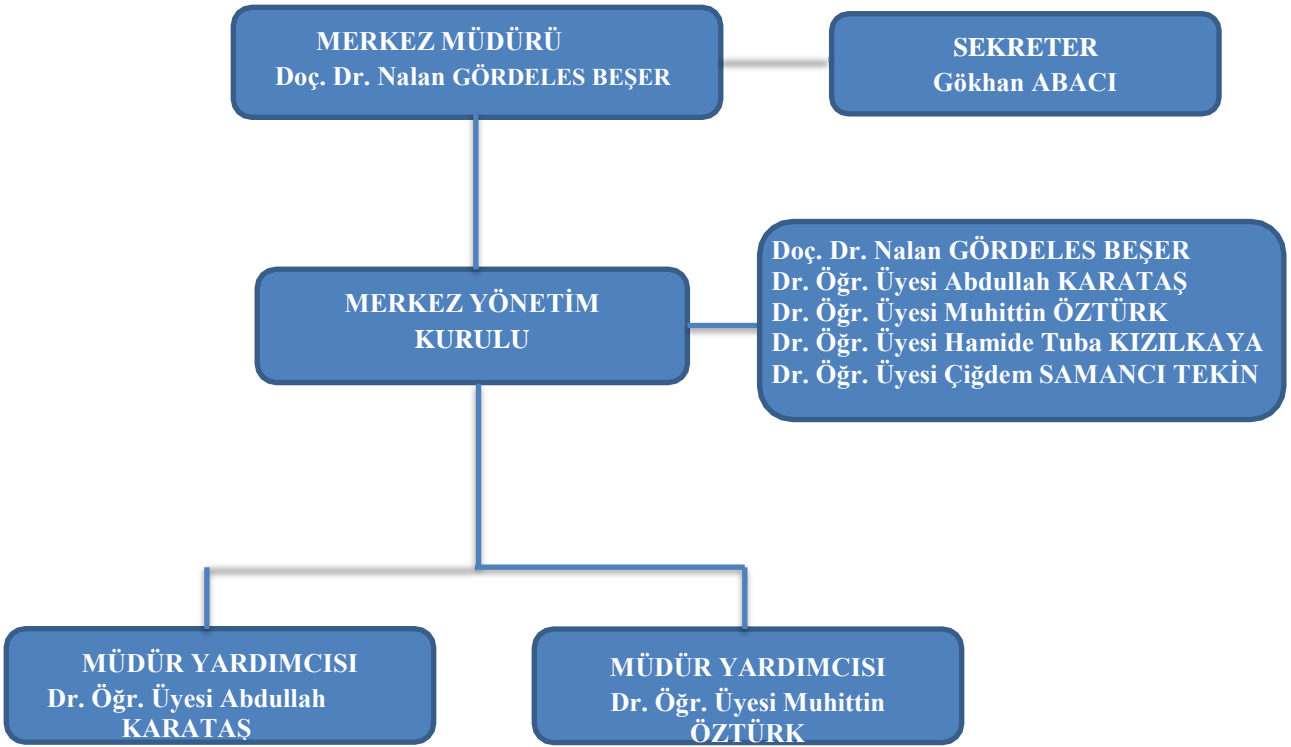 MERKEZ MÜDÜRÜ
Doç. Dr. Nalan GÖRDELES BEŞER
SEKRETER
Gökhan ABACI
MERKEZ YÖNETİM
KURULU
Doç. Dr. Nalan GÖRDELES BEŞER
Dr. Öğr. Üyesi Abdullah KARATAŞ
Dr. Öğr. Üyesi Muhittin ÖZTÜRK
Dr. Öğr. Üyesi Hamide Tuba KIZILKAYA
Dr. Öğr. Üyesi Çiğdem SAMANCI TEKİN
MÜDÜR YARDIMCISI
Dr. Öğr. Üyesi Abdullah
KARATAŞ
MÜDÜR YARDIMCISI
Dr. Öğr. Üyesi Muhittin
ÖZTÜRK